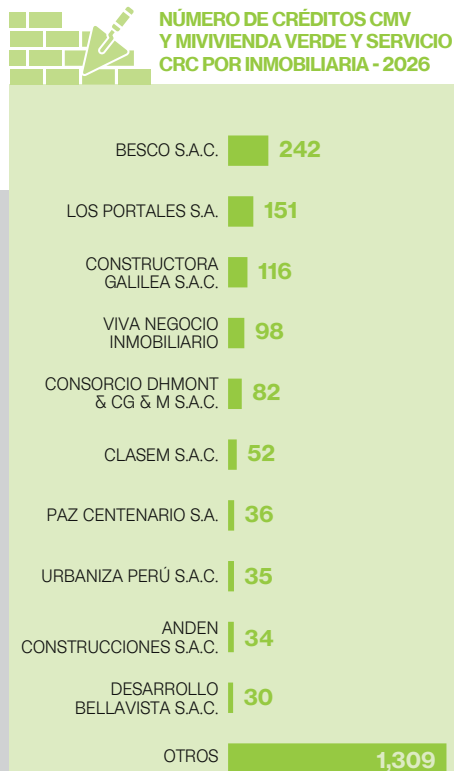 NÚMERO DE CRÉDITOS CMV
Y MIVIVIENDA VERDE Y SERVICIO
CRC POR INMOBILIARIA - 2026
BESCO S.A.C. 242
LOS PORTALES S.A. 151
CONSTRUCTORA
GALILEA S.A.C. 116
VIVA NEGOCIO
INMOBILIARIO 98
CONSORCIO DHMONT
& CG & M S.A.C. 82
CLASEM S.A.C. 52
PAZ CENTENARIO S.A. 36
URBANIZA PERÚ S.A.C. 35
ANDEN
CONSTRUCCIONES S.A.C. 34
DESARROLLO
BELLAVISTA S.A.C. 30
OTROS 1,309